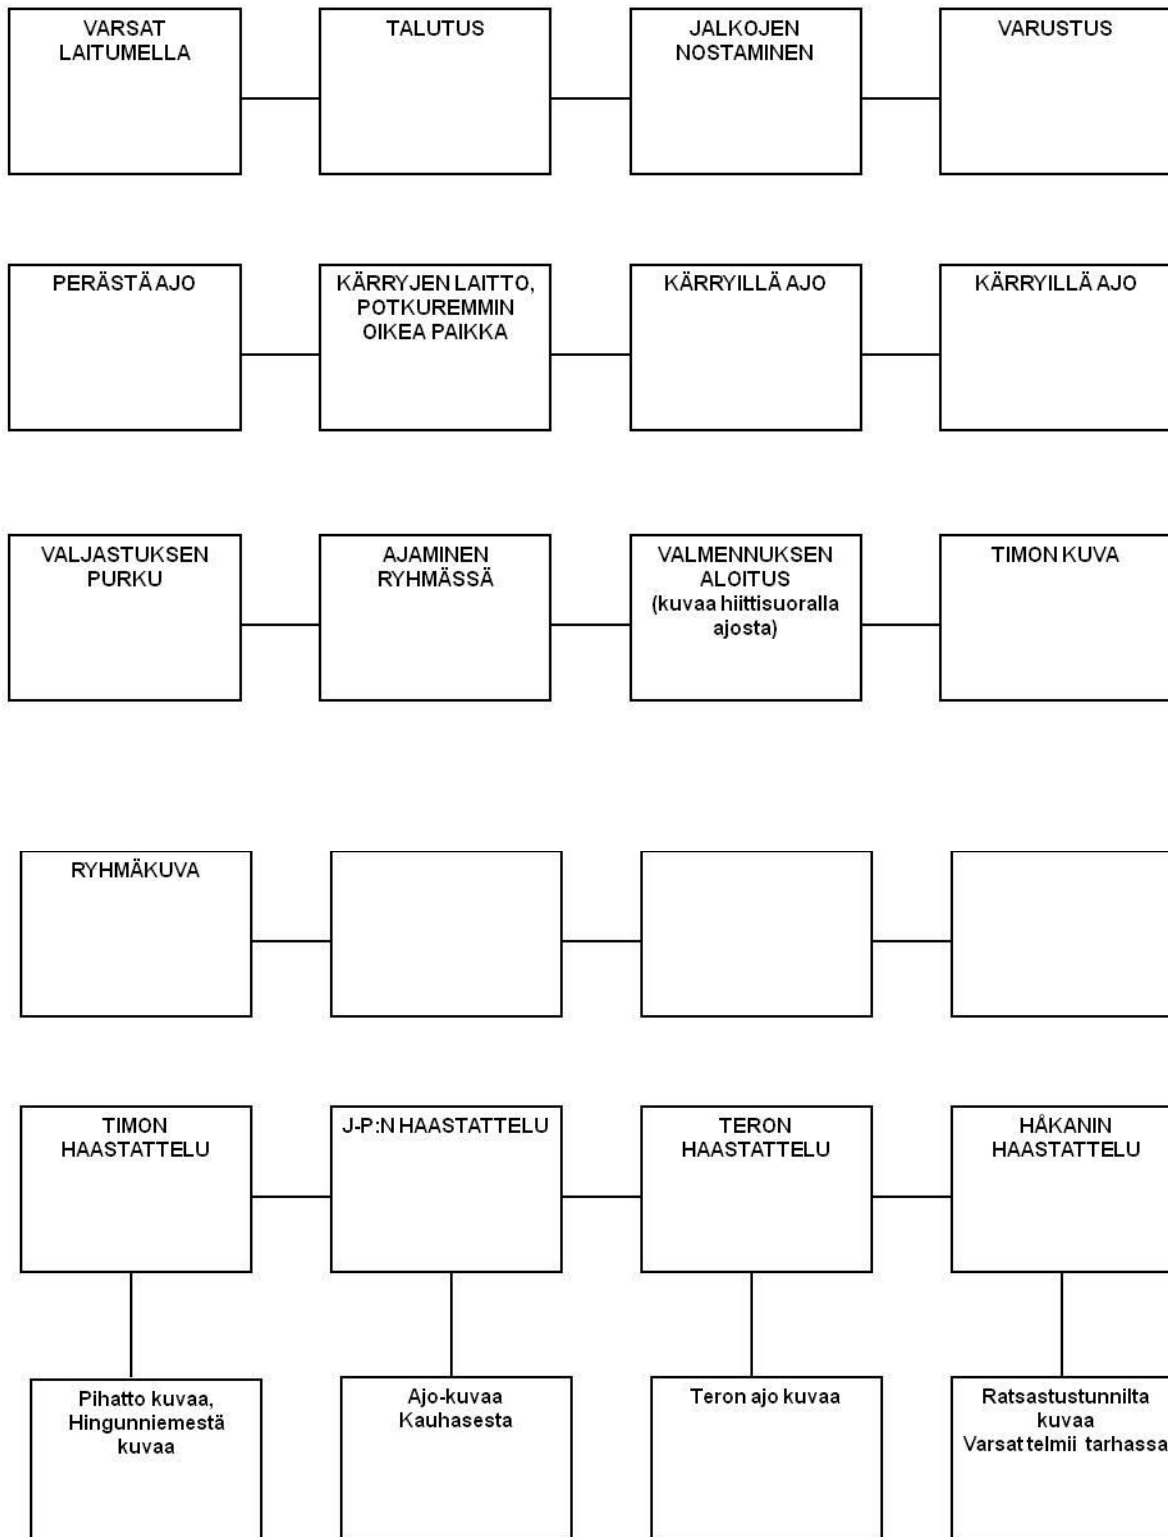 VARSAT
LAITUMELLA
TALUTUS
JALKOJEN
NOSTAMINEN
VARUSTUS
PERÄSTÄ AJO
KÄRRYJEN LAITTO,
POTKUREMMIN
OIKEA PAIKKA
KÄRRYILLÄ AJO
KÄRRYILLÄ AJO
VALJASTUKSEN
PURKU
AJAMINEN
RYHMÄSSÄ
VALMENNUKSEN
ALOITUS
(kuvaa hiittisuoralla
ajosta)
TIMON KUVA
RYHMÄKUVA
TIMON
HAASTATTELU
J-P:N HAASTATTELU
TERON
HAASTATTELU
HÅKANIN
HAASTATTELU
Pihatto kuvaa,
Hingunniemestä
kuvaa
Ajo-kuvaa
Kauhasesta
Teron ajo kuvaa
Ratsastustunnilta
kuvaa
Varsat telmii tarhassa